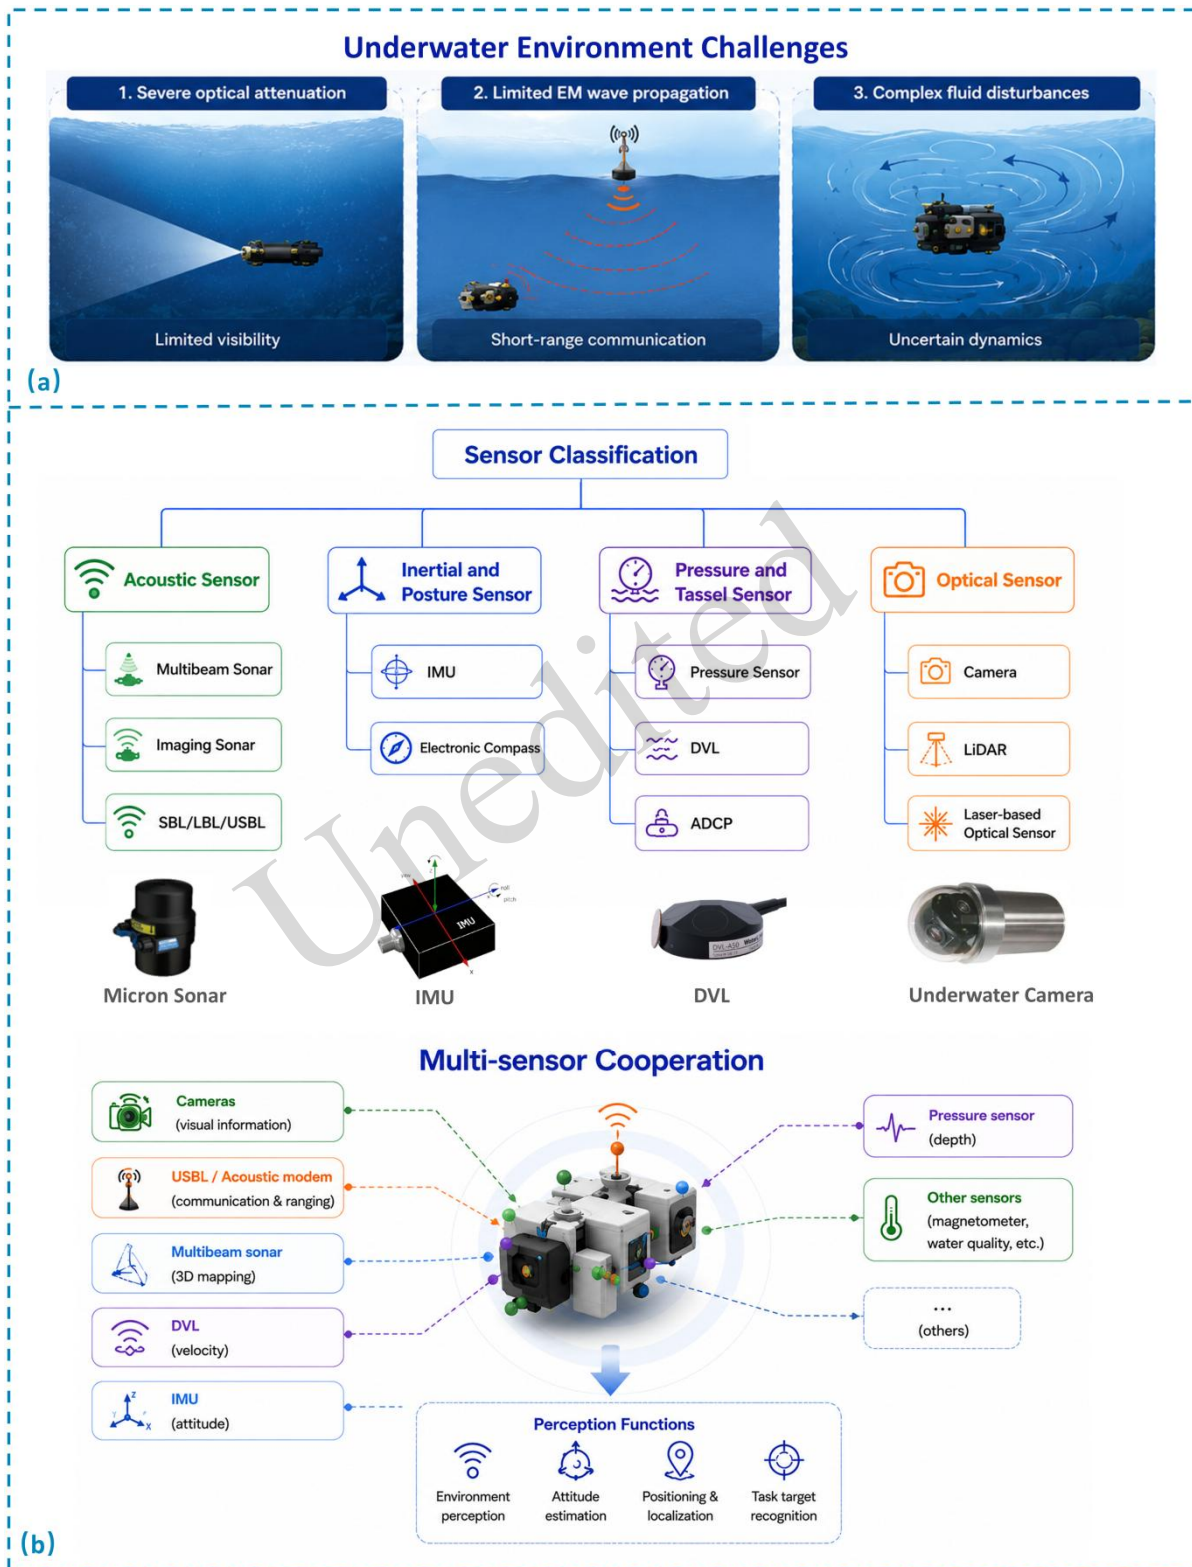 Underwater Environment Challenges
1. Severe optical attenuation
2. Limited EM wave propagation
3. Complex fluid disturbances
Limited visibility
Short-range communication
Uncertain dynamics
(a)
Sensor Classification
Acoustic Sensor
Inertial and
Posture Sensor
Pressure and
Tassel Sensor
Optical Sensor
Multibeam Sonar
IMU
Pressure Sensor
Camera
Imaging Sonar
Electronic Compass
DVL
LiDAR
SBL/LBL/USBL
ADCP
Laser-based
Optical Sensor
Unedited
yaw
Z
roll
pitch
IMU
X
DVL-A50
Micron Sonar
IMU
DVL
Underwater Camera
Multi-sensor Cooperation
Cameras
(visual information)
USBL / Acoustic modem
(communication & ranging)
Multibeam sonar
(3D mapping)
DVL
(velocity)
IMU
(attitude)
Z
Y
X
Pressure sensor
(depth)
Other sensors
(magnetometer,
water quality, etc.)
...
(others)
Perception Functions
Environment
perception
Attitude
estimation
Positioning &
localization
Task target
recognition
(b)